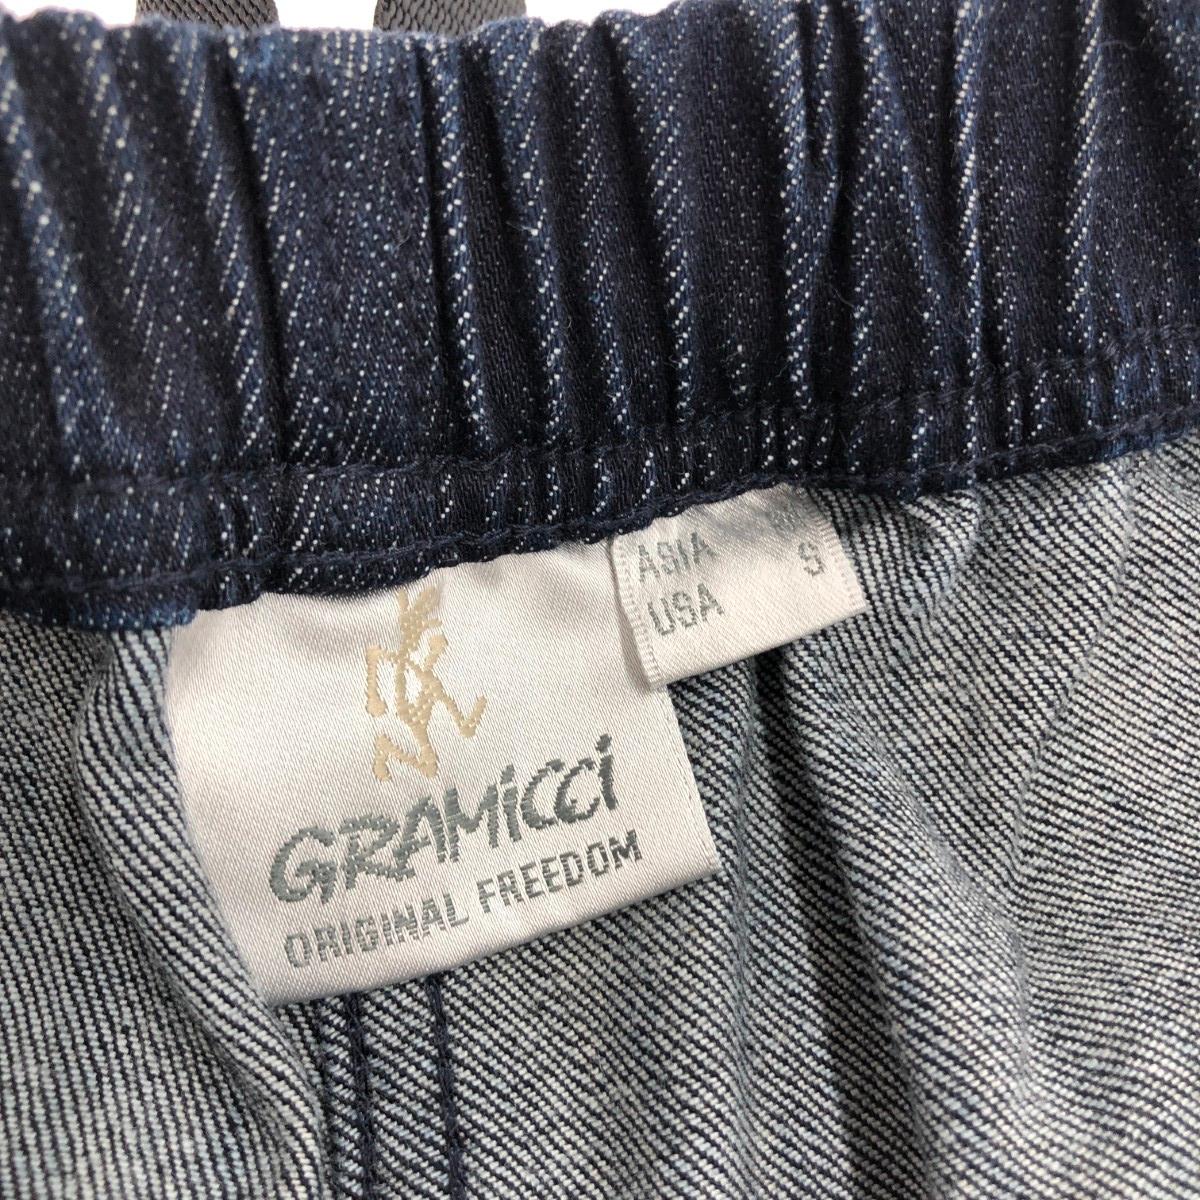 ASIA M
USA S
GRAMiCCi
ORIGINAL FREEDOM